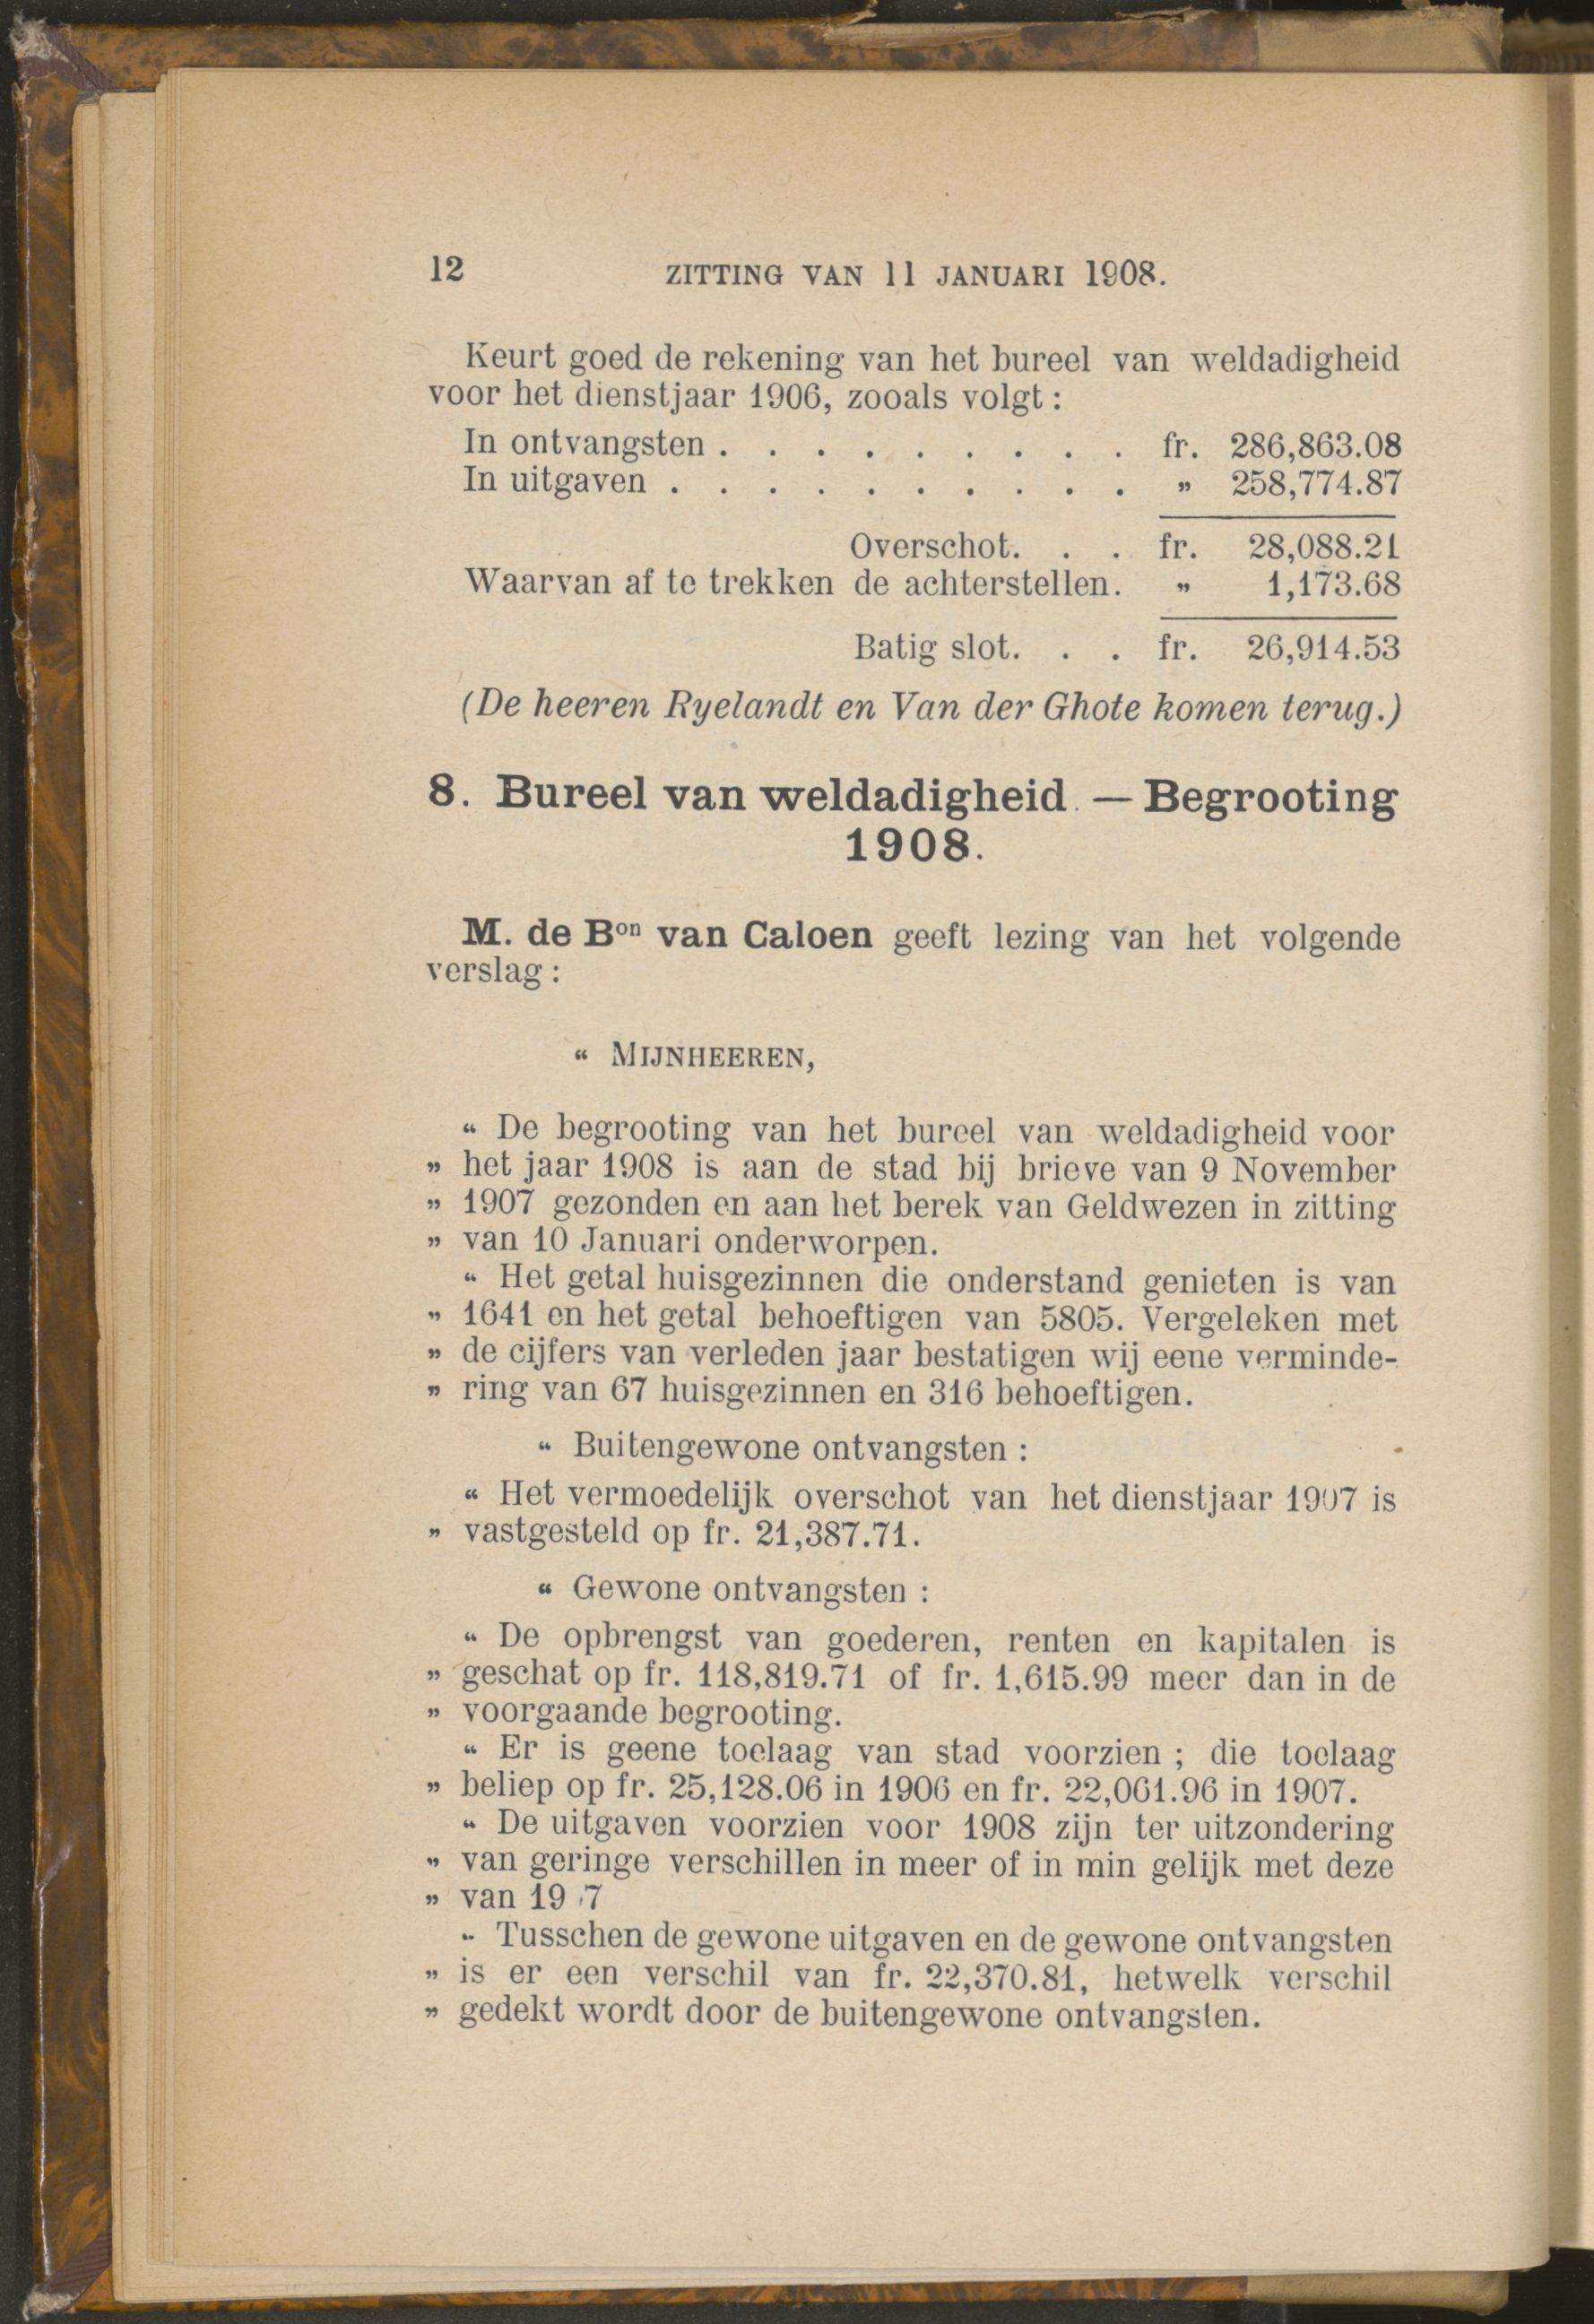 12 ZITTING VAN 11 JANUARI 1908.
Keurt goed de rekening van het bureel van weldadigheid
voor het dienstjaar 1906, zooals volgt :
In ontvangsten . . . . . . . . . fr. 286,863.08
In uitgaven . . . . . . . . . . „ 258,774.87
Overschot. . . fr. 28,088.21
Waarvan af te trekken de achterstellen. „ 1,173.68
Batig slot. . . fr. 26,914.53
(De heeren Ryelandt en Van der Ghote komen terug.)
8. Bureel van weldadigheid. — Begrooting
1908.
M. de Bon van Caloen geeft lezing van het volgende
verslag :
“ MIJNHEEREN,
“ De begrooting van het bureel van weldadigheid voor
„ het jaar 1908 is aan de stad bij brieve van 9 November
„ 1907 gezonden en aan het berek van Geldwezen in zitting
„ van 10 Januari onderworpen.
“ Het getal huisgezinnen die onderstand genieten is van
„ 1641 en het getal behoeftigen van 5805. Vergeleken met
„ de cijfers van verleden jaar bestatigen wij eene verminde-
„ ring van 67 huisgezinnen en 316 behoeftigen.
“ Buitengewone ontvangsten :
“ Het vermoedelijk overschot van het dienstjaar 1907 is
„ vastgesteld op fr. 21,387.71.
“ Gewone ontvangsten :
“ De opbrengst van goederen, renten en kapitalen is
„ geschat op fr. 118,819.71 of fr. 1,615.99 meer dan in de
„ voorgaande begrooting.
“ Er is geene toelaag van stad voorzien ; die toelaag
„ beliep op fr. 25,128.06 in 1906 en fr. 22,061.96 in 1907.
“ De uitgaven voorzien voor 1908 zijn ter uitzondering
„ van geringe verschillen in meer of in min gelijk met deze
„ van 19 7
“ Tusschen de gewone uitgaven en de gewone ontvangsten
„ is er een verschil van fr. 22,370.81, hetwelk verschil
„ gedekt wordt door de buitengewone ontvangsten.